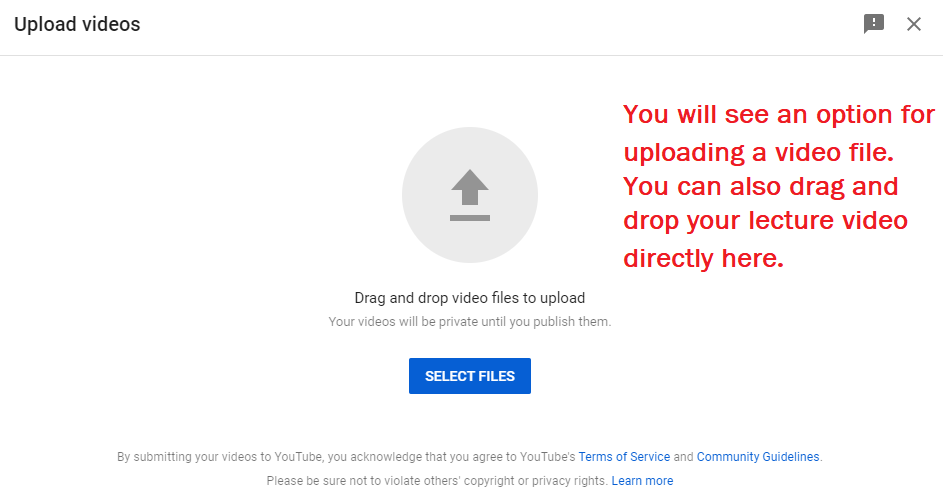 Upload videos
You will see an option for
uploading a video file.
You can also drag and
drop your lecture video
directly here.
Drag and drop video files to upload
Your videos will be private until you publish them.
SELECT FILES
By submitting your videos to YouTube, you acknowledge that you agree to YouTube's Terms of Service and Community Guidelines.
Please be sure not to violate others' copyright or privacy rights. Learn more